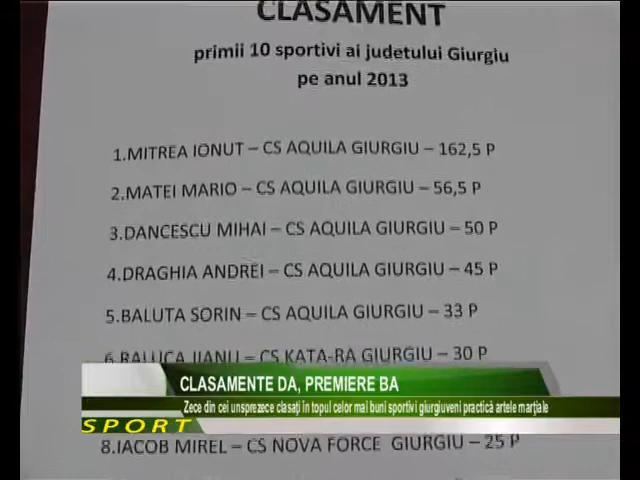 CLASAMENT
primii 10 sportivi ai judetului Giurgiu
pe anul 2013
1.MITREA IONUT – CS AQUILA GIURGIU – 162,5 P
2.MATEI MARIO – CS AQUILA GIURGIU – 56,5 P
3.DANCESCU MIHAI – CS AQUILA GIURGIU – 50 P
4.DRAGHIA ANDREI – CS AQUILA GIURGIU – 45 P
5.BALUTA SORIN – CS AQUILA GIURGIU – 33 P
6.RALUCA JIANU – CS KATA-RA GIURGIU – 30 P
CLASAMENTE DA, PREMIERE BA
Zece din cei unsprezece clasați în topul celor mai buni sportivi giurgiuveni practică artele marțiale
SPORT
8.IACOB MIREL – CS NOVA FORCE GIURGIU – 25 P